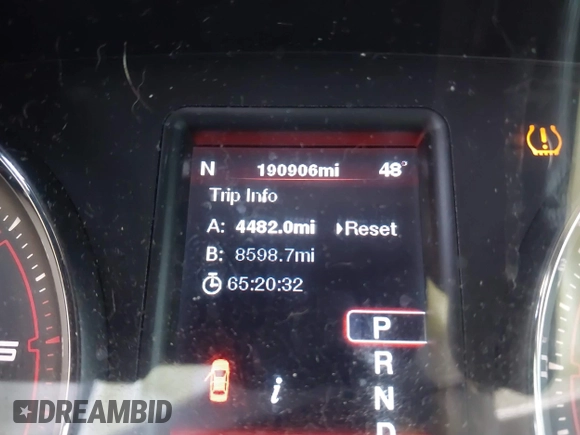 N 190906mi 48°
Trip Info
A: 4482.0mi Reset
B: 8598.7mi
65:20:32
P
R
N
D
i
DREAMBID